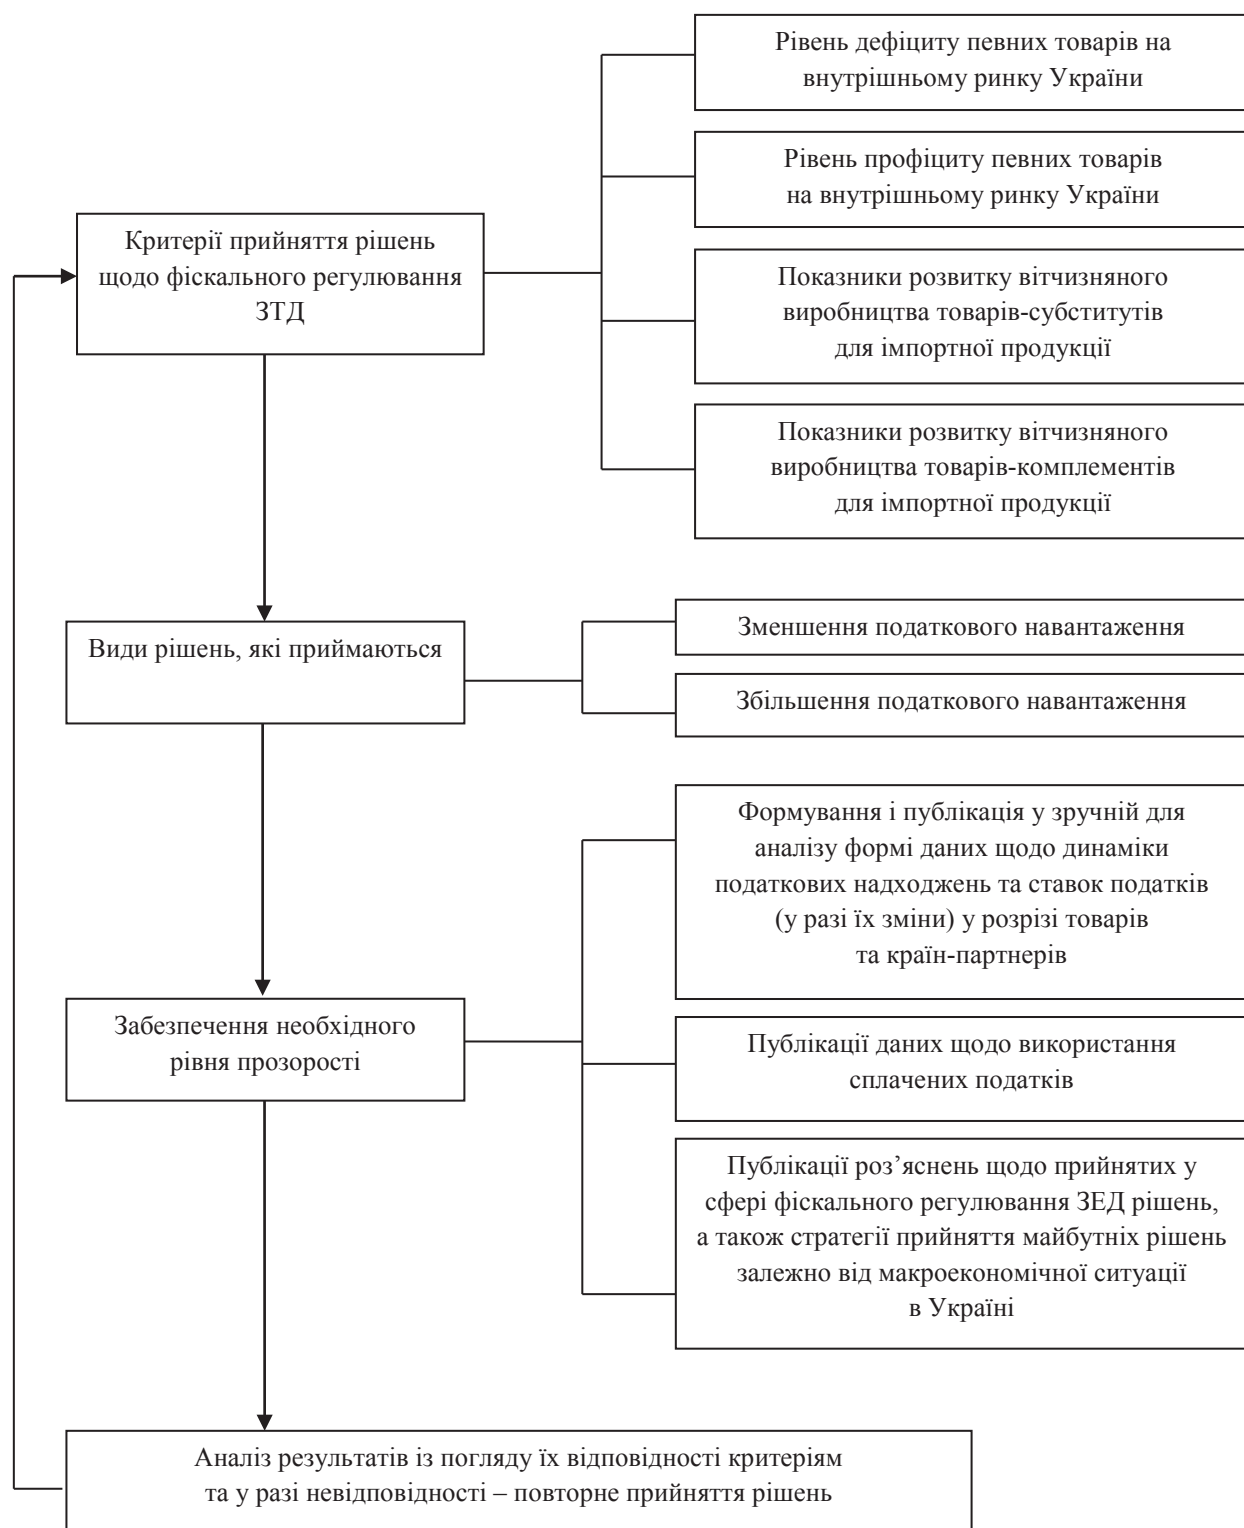 Рівень дефіциту певних товарів на
внутрішньому ринку України
Рівень профіциту певних товарів
на внутрішньому ринку України
Критерії прийняття рішень
щодо фіскального регулювання
ЗТД
Показники розвитку вітчизняного
виробництва товарів-субститутів
для імпортної продукції
Показники розвитку вітчизняного
виробництва товарів-комплементів
для імпортної продукції
Види рішень, які приймаються
Зменшення податкового навантаження
Збільшення податкового навантаження
Формування і публікація у зручній для
аналізу формі даних щодо динаміки
податкових надходжень та ставок податків
(у разі їх зміни) у розрізі товарів
та країн-партнерів
Забезпечення необхідного
рівня прозорості
Публікації даних щодо використання
сплачених податків
Публікації роз’яснень щодо прийнятих у
сфері фіскального регулювання ЗЕД рішень,
а також стратегії прийняття майбутніх рішень
залежно від макроекономічної ситуації
в Україні
Аналіз результатів із погляду їх відповідності критеріям
та у разі невідповідності – повторне прийняття рішень